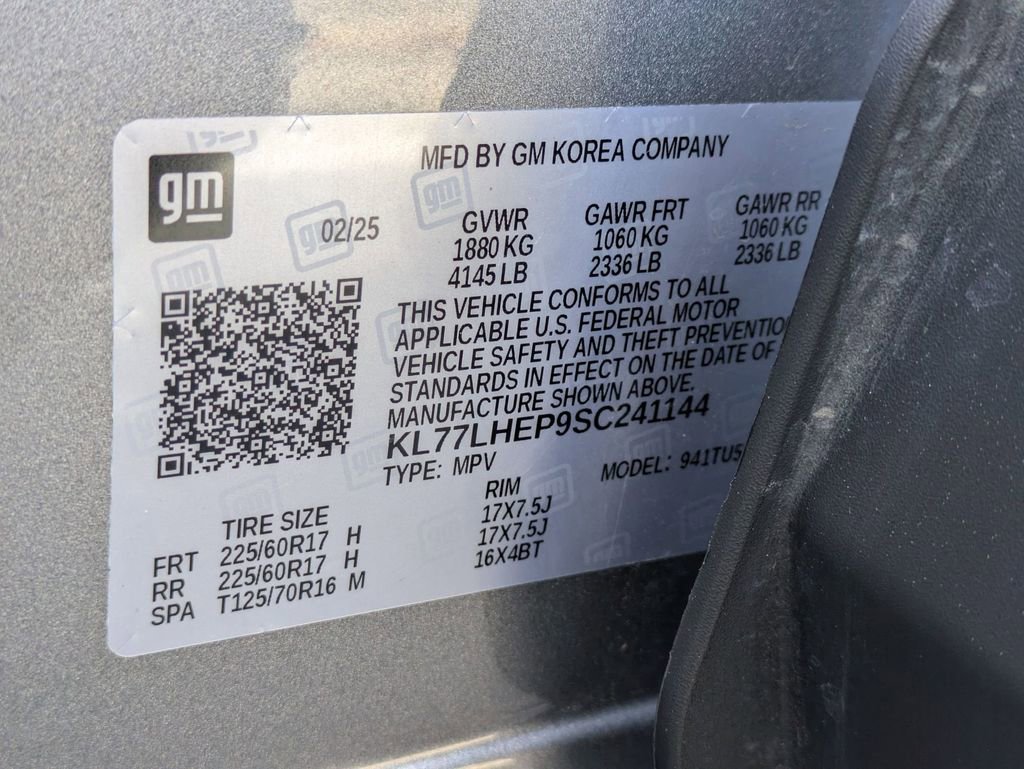 gm
MFD BY GM KOREA COMPANY
02/25
GVWR GAWR FRT GAWR RR
1880 KG 1060 KG 1060 KG
4145 LB 2336 LB 2336 LB
THIS VEHICLE CONFORMS TO ALL
APPLICABLE U.S. FEDERAL MOTOR
VEHICLE SAFETY AND THEFT PREVENTIO
STANDARDS IN EFFECT ON THE DATE OF
MANUFACTURE SHOWN ABOVE.
KL77LHEP9SC241144
TYPE: MPV MODEL: 941TU5
TIRE SIZE RIM
FRT 225/60R17 H 17X7.5J
RR 225/60R17 H 17X7.5J
SPA T125/70R16 M 16X4BT